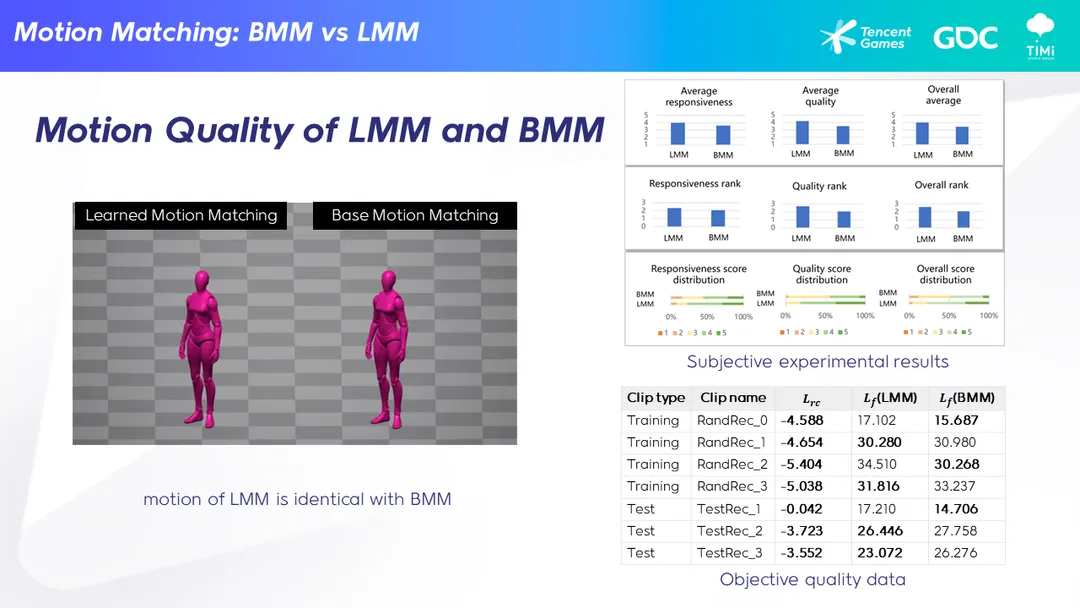 Motion Matching: BMM vs LMM
Tencent Games
GDC
TiMi
Motion Quality of LMM and BMM
Learned Motion Matching
Base Motion Matching
motion of LMM is identical with BMM
Average responsiveness
5
4
3
2
1
LMM BMM
Average quality
5
4
3
2
1
LMM BMM
Overall average
5
4
3
2
1
LMM BMM
Responsiveness rank
3
2
1
0
LMM BMM
Quality rank
3
2
1
0
LMM BMM
Overall rank
3
2
1
0
LMM BMM
Responsiveness score distribution
BMM
LMM
0% 50% 100%
1 2 3 4 5
Quality score distribution
BMM
LMM
0% 50% 100%
1 2 3 4 5
Overall score distribution
BMM
LMM
0% 50% 100%
1 2 3 4 5
Subjective experimental results
Clip type Clip name L_rc L_f(LMM) L_f(BMM)
Training RandRec_0 -4.588 17.102 15.687
Training RandRec_1 -4.654 30.280 30.980
Training RandRec_2 -5.404 34.510 30.268
Training RandRec_3 -5.038 31.816 33.237
Test TestRec_1 -0.042 17.210 14.706
Test TestRec_2 -3.723 26.446 27.758
Test TestRec_3 -3.552 23.072 26.276
Objective quality data